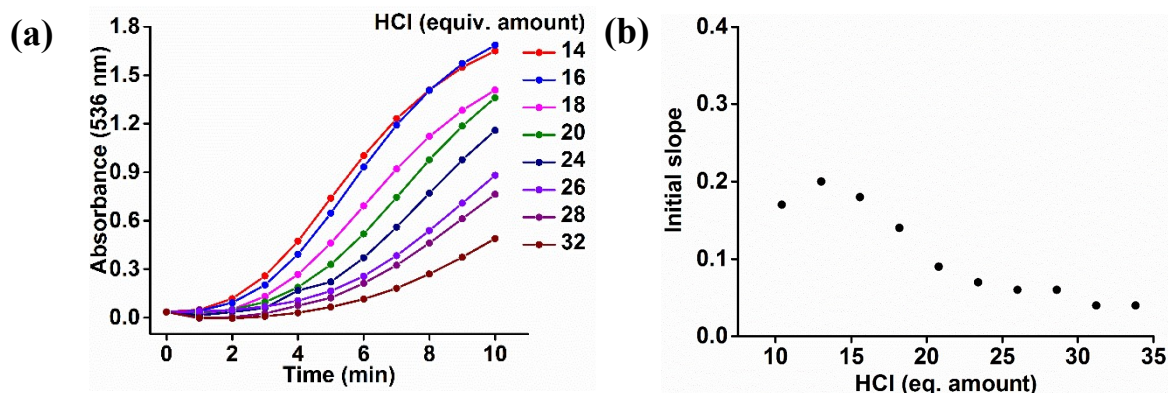 (a)
HCl (equiv. amount)
14
16
18
20
24
26
28
32
Absorbance (536 nm)
1.8
1.5
1.2
0.9
0.6
0.3
0.0
0 2 4 6 8 10
Time (min)
(b)
Initial slope
0.4
0.3
0.2
0.1
0.0
10 15 20 25 30 35
HCl (eq. amount)